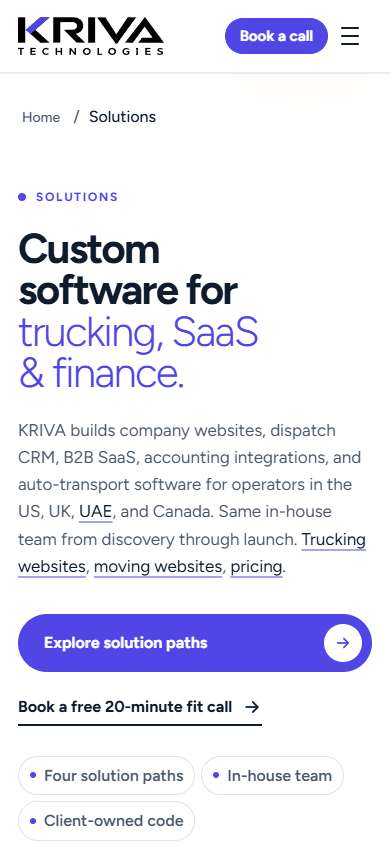 KRIVA
TECHNOLOGIES
Book a call
Home / Solutions
SOLUTIONS
Custom
software for
trucking, SaaS
& finance.
KRIVA builds company websites, dispatch
CRM, B2B SaaS, accounting integrations, and
auto-transport software for operators in the
US, UK, UAE, and Canada. Same in-house
team from discovery through launch. Trucking
websites, moving websites, pricing.
Explore solution paths
Book a free 20-minute fit call
Four solution paths
In-house team
Client-owned code